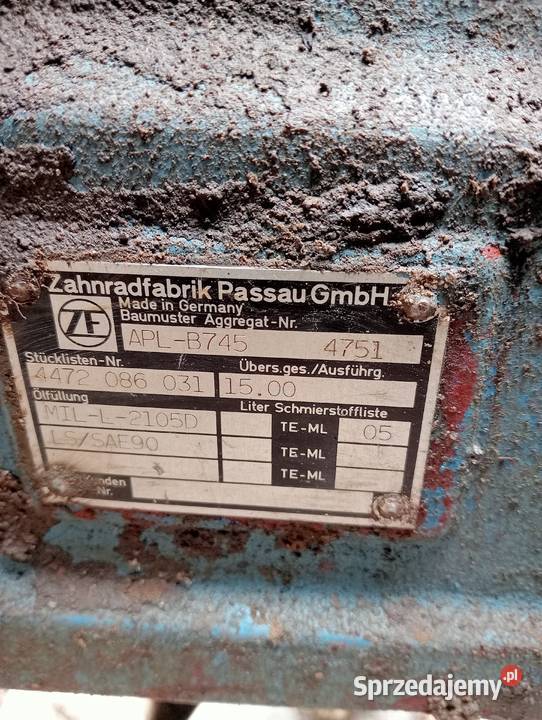 Zahnradfabrik Passau GmbH
Made in Germany
ZF
Baumuster Aggregat-Nr.
APL-B745 4751
Stücklisten-Nr. Übers.ges./Ausführg.
4472 086 031 15.00
Ölfüllung Liter Schmierstoffliste
MIL-L-2105D TE-ML 05
LS/SAE90 TE-ML
TE-ML
Nr.
Sprzedajemy.pl